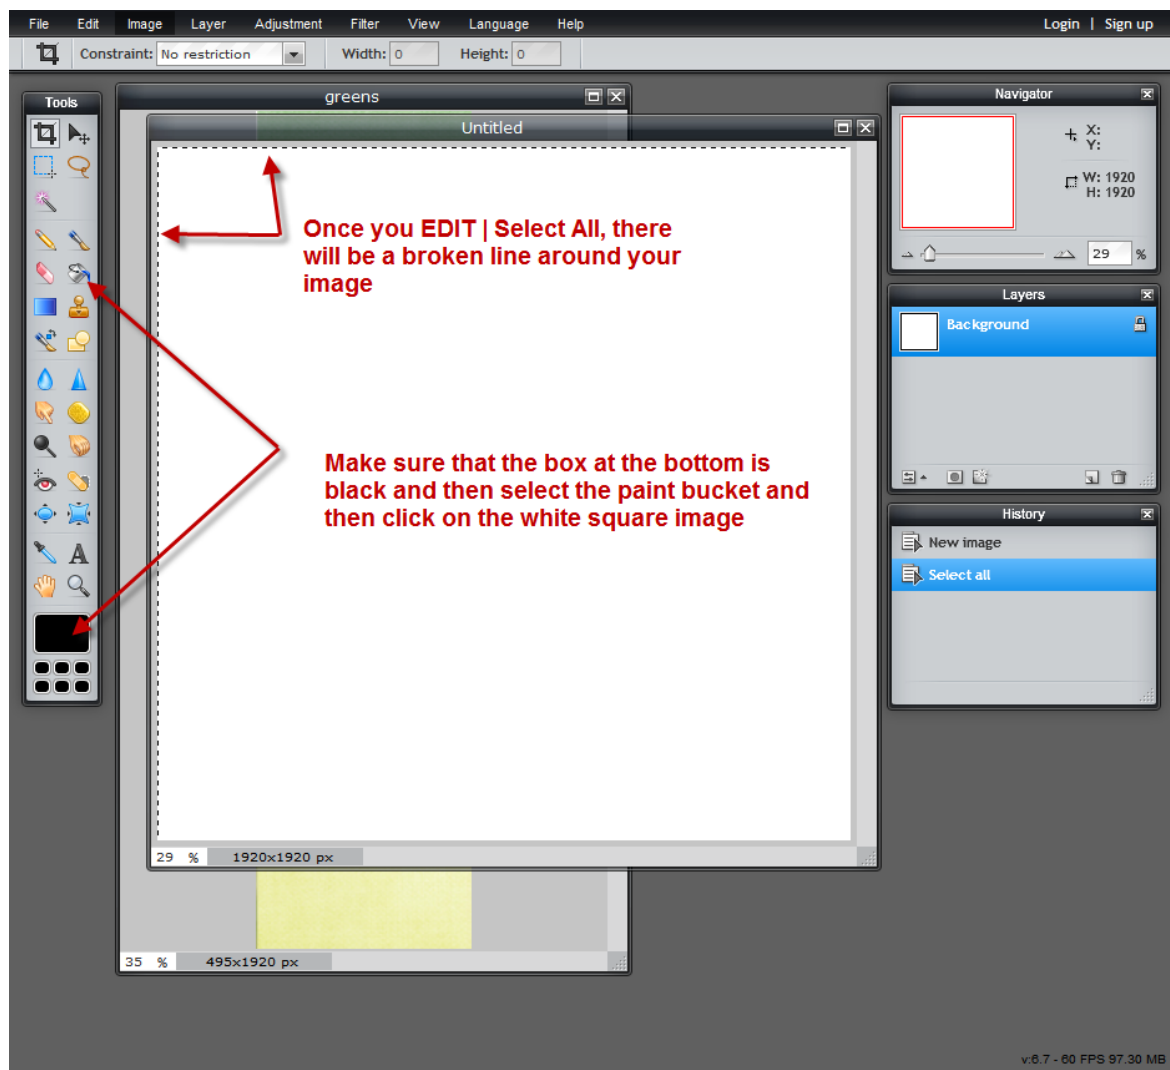 File Edit Image Layer Adjustment Filter View Language Help Login | Sign up
Constraint: No restriction Width: 0 Height: 0
Tools
greens
Untitled
Once you EDIT | Select All, there
will be a broken line around your
image
Make sure that the box at the bottom is
black and then select the paint bucket and
then click on the white square image
A
29 % 1920x1920 px
35 % 495x1920 px
Navigator
X:
Y:
W: 1920
H: 1920
29 %
Layers
Background
History
New image
Select all
v:6.7 - 60 FPS 97.30 MB